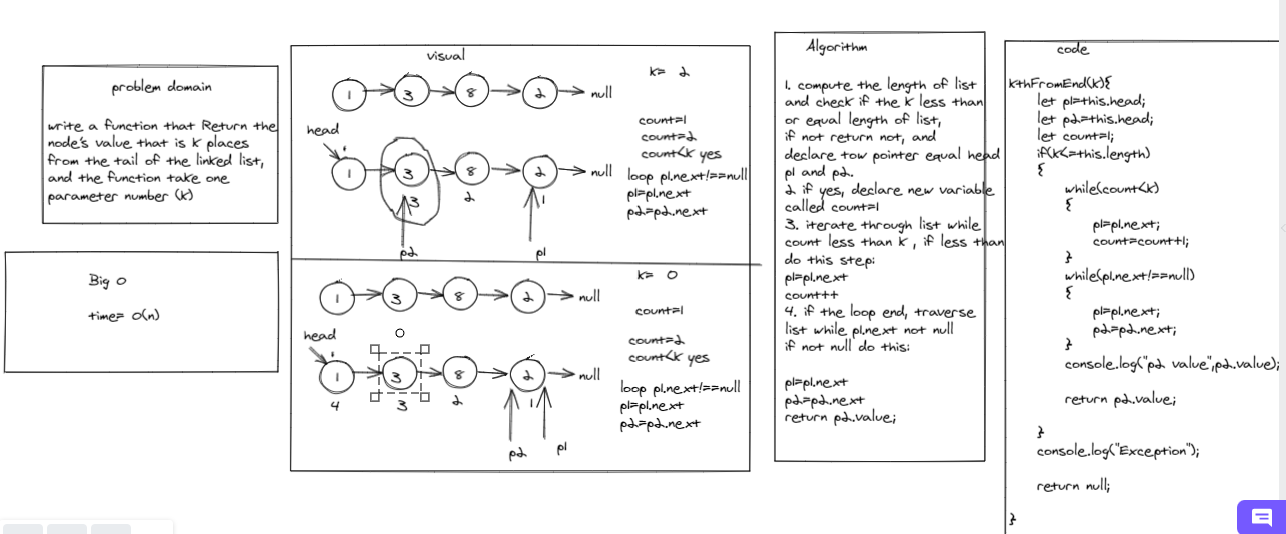 problem domain
write a function that Return the
node's value that is k places
from the tail of the linked list,
and the function take one
parameter number (k)
Big O
time= O(n)
visual
k= 2
1
3
8
2
null
count=1
count=2
count<k yes
loop p1.next!==null
p1=p1.next
p2=p2.next
head
1
3
8
2
null
3
2
1
p2
p1
k= 0
1
3
8
2
null
count=1
count=2
count<k yes
loop p1.next!==null
p1=p1.next
p2=p2.next
head
0
1
3
8
2
null
4
3
2
1
p2
p1
Algorithm
1. compute the length of list
and check if the k less than
or equal length of list,
if not return not, and
declare tow pointer equal head
p1 and p2.
2 if yes, declare new variable
called count=1
3. iterate through list while
count less than k , if less than
do this step:
p1=p1.next
count++
4. if the loop end, traverse
list while p1.next not null
if not null do this:
p1=p1.next
p2=p2.next
return p2.value;
code
kthFromEnd(k){
let p1=this.head;
let p2=this.head;
let count=1;
if(k<=this.length)
{
while(count<k)
{
p1=p1.next;
count=count+1;
}
while(p1.next!==null)
{
p1=p1.next;
p2=p2.next;
}
console.log("p2 value",p2.value);
return p2.value;
}
console.log("Exception");
return null;
}